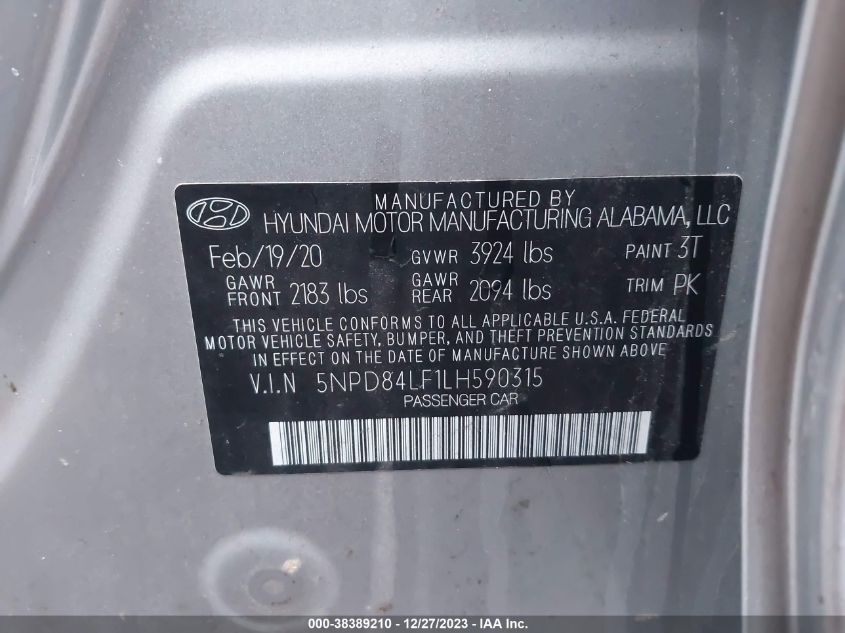 MANUFACTURED BY
HYUNDAI MOTOR MANUFACTURING ALABAMA, LLC
Feb/19/20 GVWR 3924 lbs PAINT 3T
GAWR FRONT 2183 lbs GAWR REAR 2094 lbs TRIM PK
THIS VEHICLE CONFORMS TO ALL APPLICABLE U.S.A. FEDERAL
MOTOR VEHICLE SAFETY, BUMPER, AND THEFT PREVENTION STANDARDS
IN EFFECT ON THE DATE OF MANUFACTURE SHOWN ABOVE.
V.I.N 5NPD84LF1LH590315
PASSENGER CAR
000-38389210 - 12/27/2023 - IAA Inc.